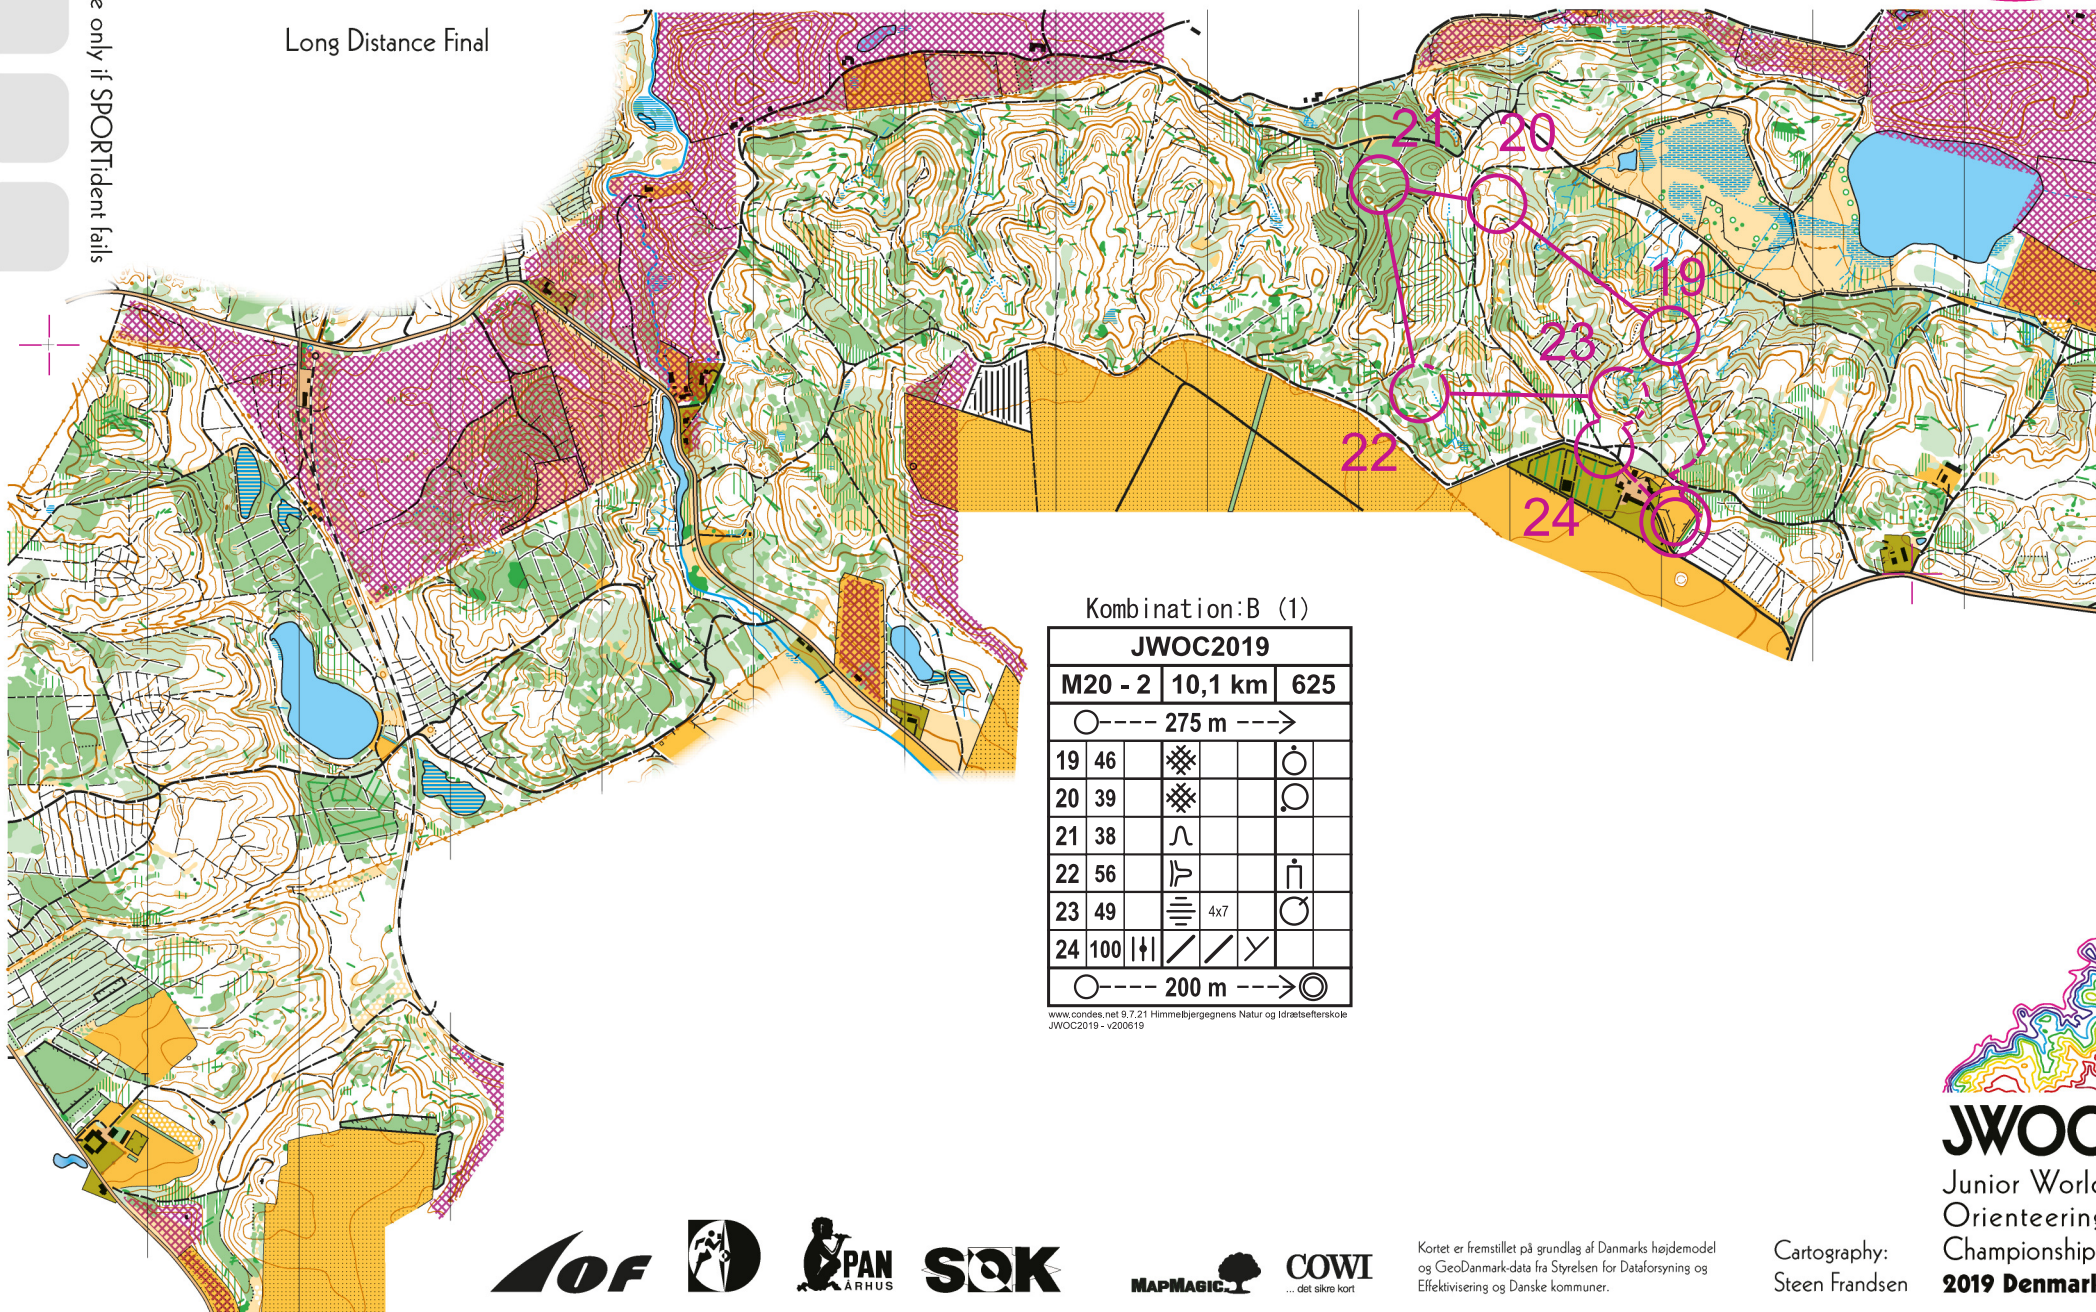 e only if SPORTident fails
Long Distance Final
21
20
19
23
22
24
Kombination:B (1)
JWOC2019
M20 - 2 10,1 km 625
275 m
19 46
20 39
21 38
22 56
23 49 4x7
24 100
200 m
www.condes.net 9.7.21 Himmelbjergegnens Natur og Idrætsefterskole
JWOC2019 - v200619
IOF
PAN
ÅRHUS
SOK
MAPMAGIC
COWI
... det sikre kort
Kortet er fremstillet på grundlag af Danmarks højdemodel
og GeoDanmark-data fra Styrelsen for Dataforsyning og
Effektivisering og Danske kommuner.
Cartography:
Steen Frandsen
JWOC
Junior World
Orienteering
Championship
2019 Denmark